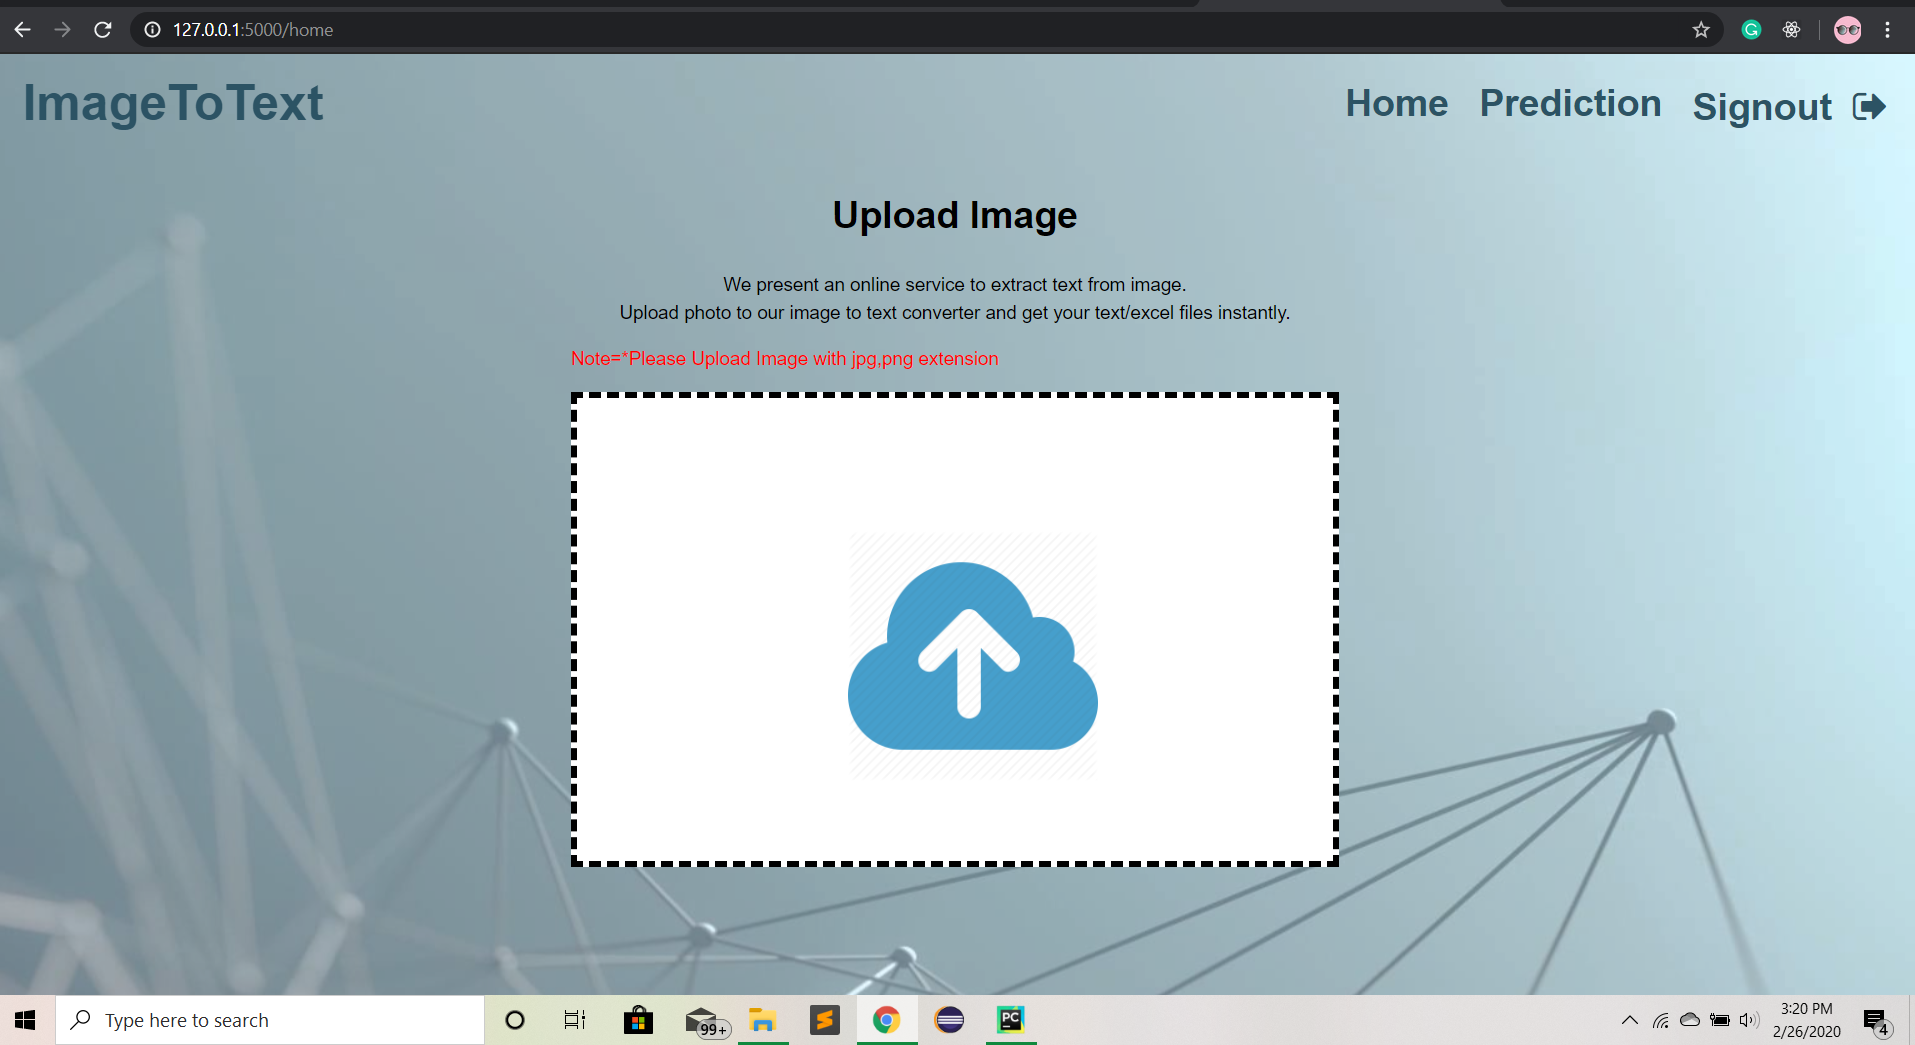 127.0.0.1:5000/home
ImageToText
Home Prediction Signout
Upload Image
We present an online service to extract text from image.
Upload photo to our image to text converter and get your text/excel files instantly.
Note=*Please Upload Image with jpg,png extension
Type here to search
99+
PC
3:20 PM
2/26/2020
4